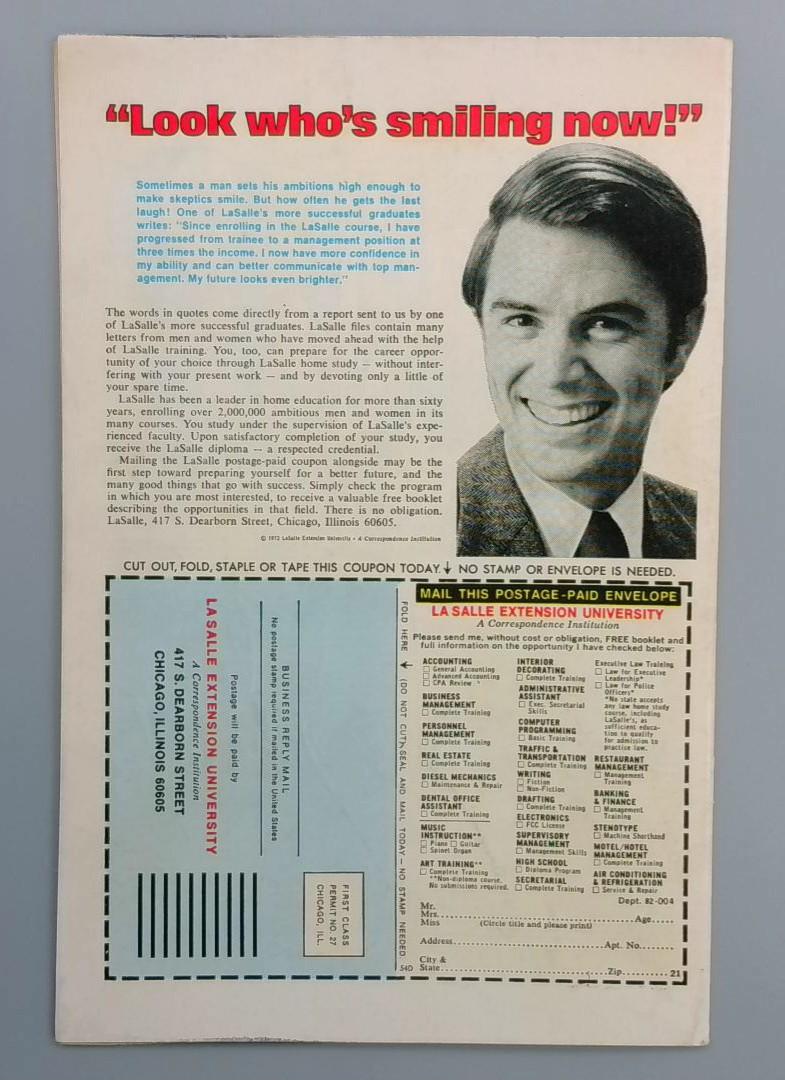 “Look who's smiling now!”
Sometimes a man sets his ambitions high enough to
make skeptics smile. But how often he gets the last
laugh! One of LaSalle's more successful graduates
writes: "Since enrolling in the LaSalle course, I have
progressed from trainee to a management position at
three times the income. I now have more confidence in
my ability and can better communicate with top man-
agement. My future looks even brighter."
The words in quotes come directly from a report sent to us by one
of LaSalle's more successful graduates. LaSalle files contain many
letters from men and women who have moved ahead with the help
of LaSalle training. You, too, can prepare for the career oppor-
tunity of your choice through LaSalle home study — without inter-
fering with your present work — and by devoting only a little of
your spare time.
LaSalle has been a leader in home education for more than sixty
years, enrolling over 2,000,000 ambitious men and women in its
many courses. You study under the supervision of LaSalle's expe-
rienced faculty. Upon satisfactory completion of your study, you
receive the LaSalle diploma — a respected credential.
Mailing the LaSalle postage-paid coupon alongside may be the
first step toward preparing yourself for a better future, and the
many good things that go with success. Simply check the program
in which you are most interested, to receive a valuable free booklet
describing the opportunities in that field. There is no obligation.
LaSalle, 417 S. Dearborn Street, Chicago, Illinois 60605.
© 1972 LaSalle Extension University • A Correspondence Institution
CUT OUT, FOLD, STAPLE OR TAPE THIS COUPON TODAY. ↓ NO STAMP OR ENVELOPE IS NEEDED.
FIRST CLASS
PERMIT NO. 27
CHICAGO, ILL.
BUSINESS REPLY MAIL
No postage stamp required if mailed in the United States
Postage will be paid by
LA SALLE EXTENSION UNIVERSITY
A Correspondence Institution
417 S. DEARBORN STREET
CHICAGO, ILLINOIS 60605
FOLD HERE → (DO NOT CUT) SEAL AND MAIL TODAY — NO STAMP NEEDED.
54D
MAIL THIS POSTAGE-PAID ENVELOPE
LA SALLE EXTENSION UNIVERSITY
A Correspondence Institution
Please send me, without cost or obligation, FREE booklet and
full information on the opportunity I have checked below:
ACCOUNTING
☐ General Accounting
☐ Advanced Accounting
☐ CPA Review
BUSINESS
MANAGEMENT
☐ Complete Training
PERSONNEL
MANAGEMENT
☐ Complete Training
REAL ESTATE
☐ Complete Training
DIESEL MECHANICS
☐ Maintenance & Repair
DENTAL OFFICE
ASSISTANT
☐ Complete Training
MUSIC
INSTRUCTION**
☐ Piano ☐ Guitar
☐ Spinet Organ
ART TRAINING**
☐ Complete Training
**Non-diploma course.
No submissions required.
INTERIOR
DECORATING
☐ Complete Training
ADMINISTRATIVE
ASSISTANT
☐ Exec. Secretarial
Skills
COMPUTER
PROGRAMMING
☐ Basic Training
TRAFFIC &
TRANSPORTATION
☐ Complete Training
WRITING
☐ Fiction
☐ Non-Fiction
DRAFTING
☐ Complete Training
ELECTRONICS
☐ FCC License
SUPERVISORY
MANAGEMENT
☐ Management Skills
HIGH SCHOOL
☐ Diploma Program
SECRETARIAL
☐ Complete Training
Executive Law Training
☐ Law for Executive
Leadership*
☐ Law for Police
Officers*
*No state accepts
any law home study
course, including
LaSalle's, as
sufficient educa-
tion to qualify
for admission to
practice law.
RESTAURANT
MANAGEMENT
☐ Management
Training
BANKING
& FINANCE
☐ Management
Training
STENOTYPE
☐ Machine Shorthand
MOTEL/HOTEL
MANAGEMENT
☐ Complete Training
AIR CONDITIONING
& REFRIGERATION
☐ Service & Repair
Dept. 82-004
Mr.
Mrs. Age
Miss (Circle title and please print)
Address Apt. No.
City &
State Zip 21